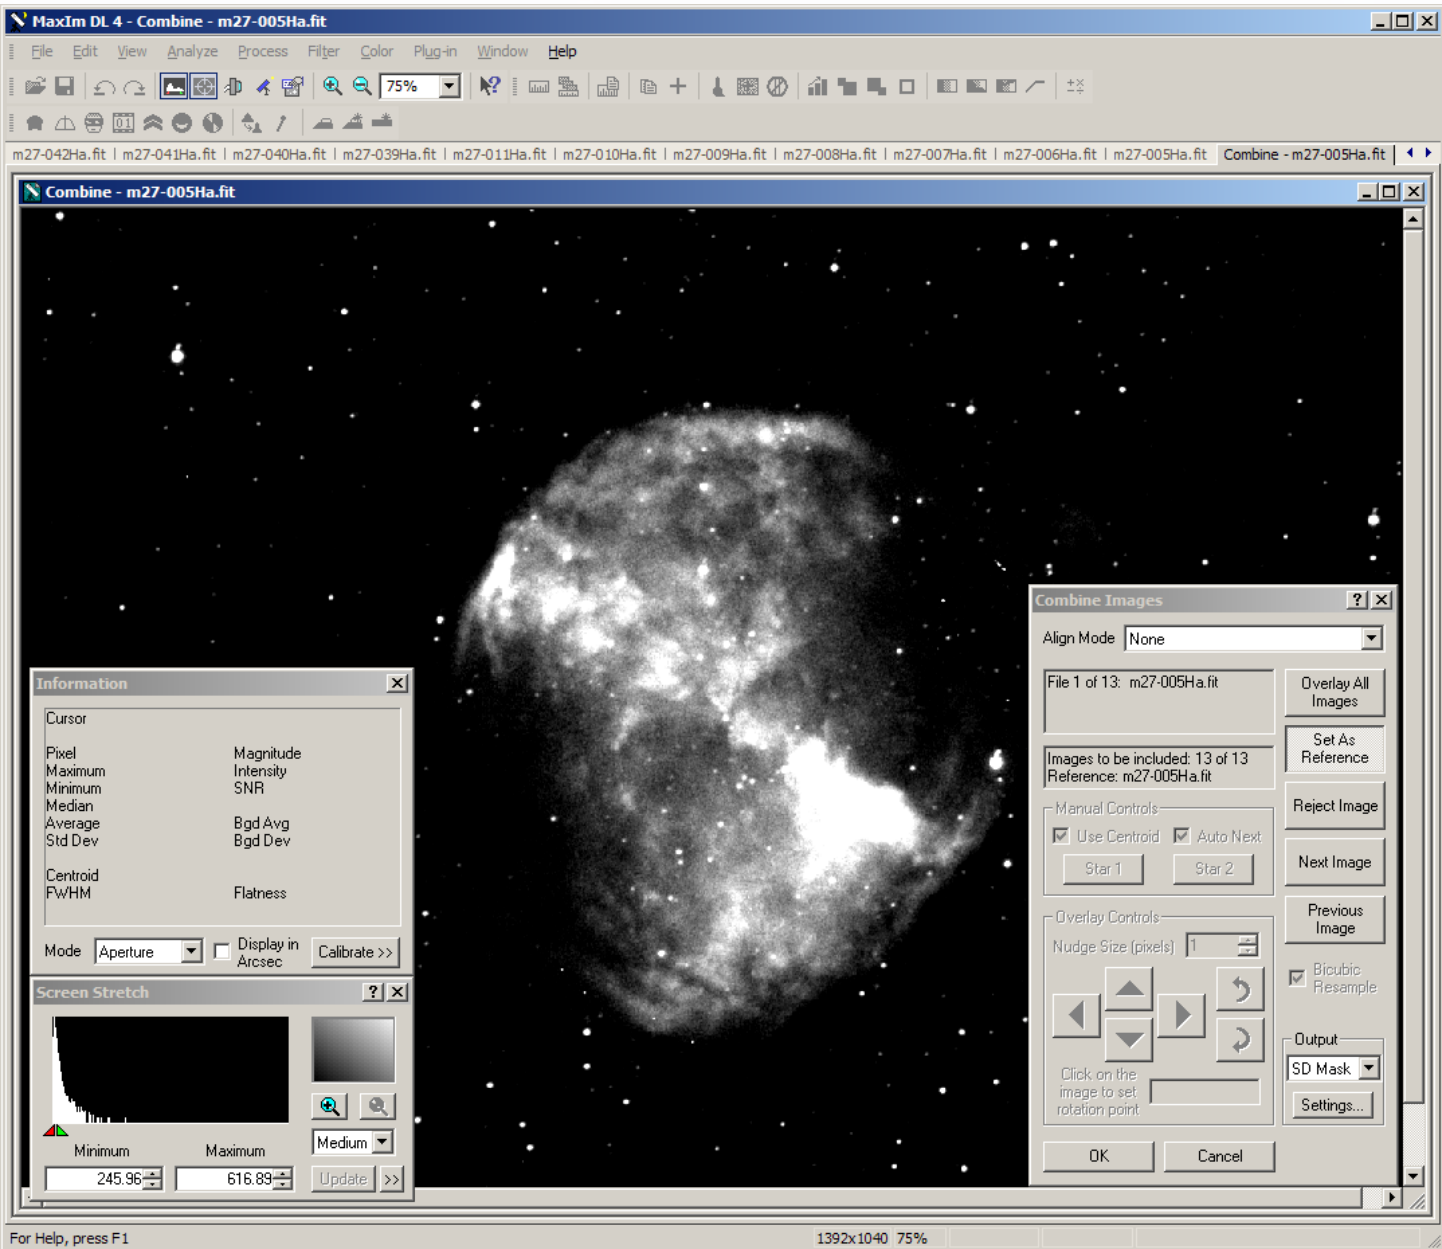 MaxIm DL 4 - Combine - m27-005Ha.fit
File Edit View Analyze Process Filter Color Plug-in Window Help
75%
m27-042Ha.fit | m27-041Ha.fit | m27-040Ha.fit | m27-039Ha.fit | m27-011Ha.fit | m27-010Ha.fit | m27-009Ha.fit | m27-008Ha.fit | m27-007Ha.fit | m27-006Ha.fit | m27-005Ha.fit Combine - m27-005Ha.fit
Combine - m27-005Ha.fit
Information
Cursor
Pixel Magnitude
Maximum Intensity
Minimum SNR
Median
Average Bgd Avg
Std Dev Bgd Dev
Centroid
FWHM Flatness
Mode Aperture Display in Arcsec Calibrate >>
Screen Stretch
Medium
Minimum Maximum
245.96 616.89 Update >>
Combine Images
Align Mode None
File 1 of 13: m27-005Ha.fit
Overlay All Images
Set As Reference
Images to be included: 13 of 13
Reference: m27-005Ha.fit
Reject Image
Manual Controls
Use Centroid Auto Next
Star 1 Star 2
Next Image
Previous Image
Overlay Controls
Nudge Size (pixels) 1
Bicubic Resample
Output
SD Mask
Settings...
Click on the
image to set
rotation point
OK Cancel
For Help, press F1 1392x1040 75%